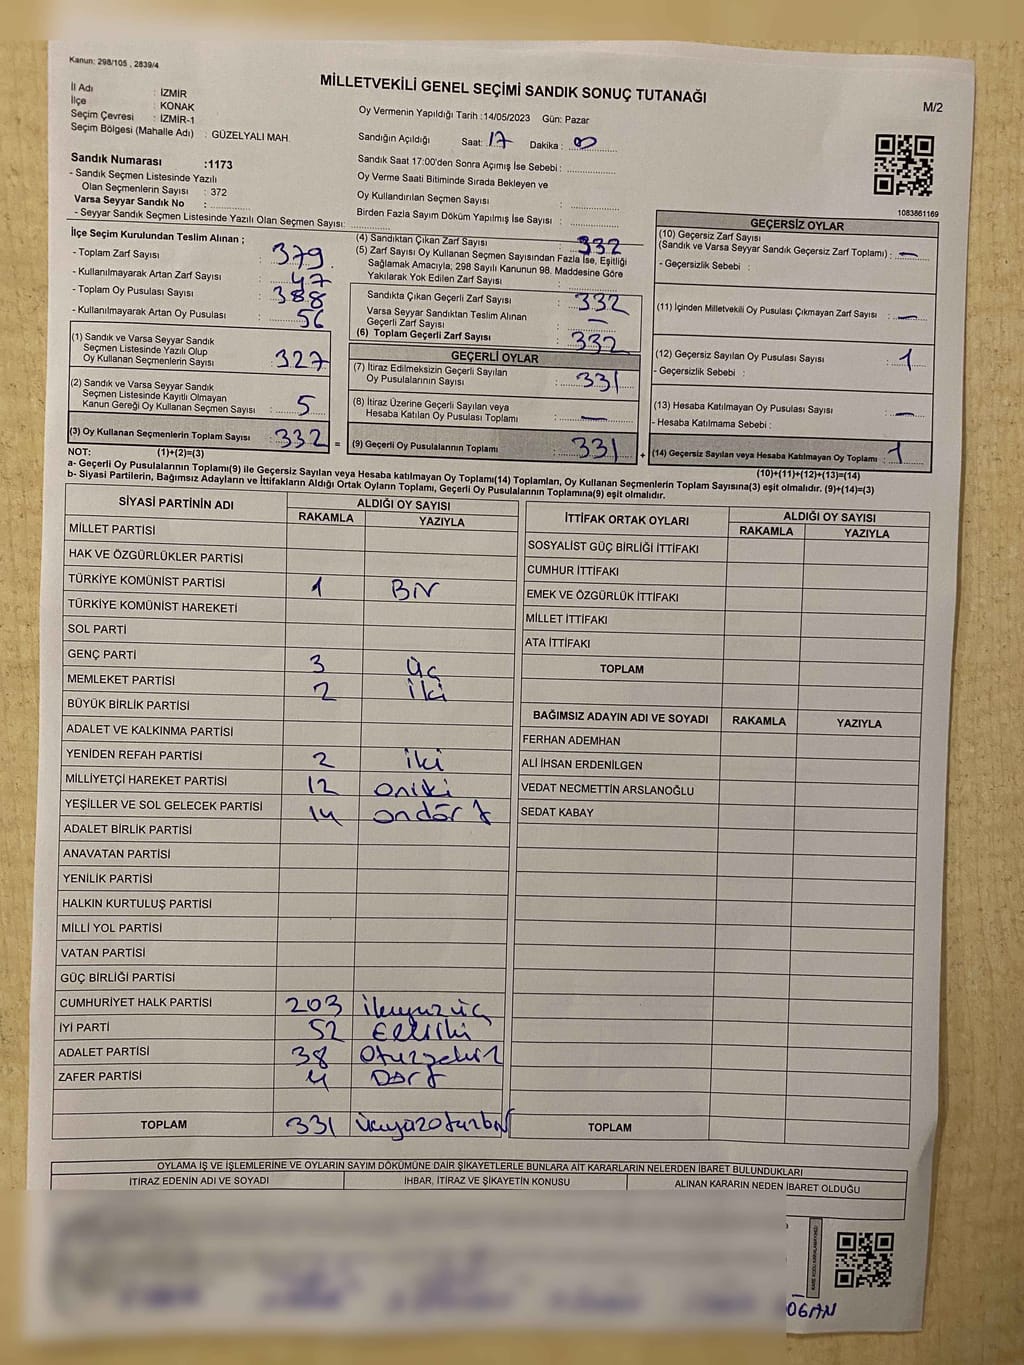 Kanun: 298/105 , 2839/4
MİLLETVEKİLİ GENEL SEÇİMİ SANDIK SONUÇ TUTANAĞI
M/2
İl Adı : İZMİR
İlçe : KONAK
Seçim Çevresi : İZMİR-1
Seçim Bölgesi (Mahalle Adı) : GÜZELYALI MAH.
Oy Vermenin Yapıldığı Tarih :14/05/2023 Gün: Pazar
Sandığın Açıldığı Saat: 17 Dakika : 00
Sandık Saat 17:00'den Sonra Açımış İse Sebebi :
Oy Verme Saati Bitiminde Sırada Bekleyen ve
Oy Kullandırılan Seçmen Sayısı :
Birden Fazla Sayım Döküm Yapılmış İse Sayısı :
Sandık Numarası :1173
- Sandık Seçmen Listesinde Yazılı
Olan Seçmenlerin Sayısı : 372
Varsa Seyyar Sandık No :
- Seyyar Sandık Seçmen Listesinde Yazılı Olan Seçmen Sayısı:
1083861169
İlçe Seçim Kurulundan Teslim Alınan ;
- Toplam Zarf Sayısı : 379
- Kullanılmayarak Artan Zarf Sayısı : 47
- Toplam Oy Pusulası Sayısı : 388
- Kullanılmayarak Artan Oy Pusulası : 56
(1) Sandık ve Varsa Seyyar Sandık
Seçmen Listesinde Yazılı Olup
Oy Kullanan Seçmenlerin Sayısı : 327
(2) Sandık ve Varsa Seyyar Sandık
Seçmen Listesinde Kayıtlı Olmayan
Kanun Gereği Oy Kullanan Seçmen Sayısı : 5
(3) Oy Kullanan Seçmenlerin Toplam Sayısı : 332 =
(4) Sandıktan Çıkan Zarf Sayısı : 332
(5) Zarf Sayısı Oy Kullanan Seçmen Sayısından Fazla İse, Eşitliği
Sağlamak Amacıyla, 298 Sayılı Kanunun 98. Maddesine Göre
Yakılarak Yok Edilen Zarf Sayısı :
Sandıkta Çıkan Geçerli Zarf Sayısı : 332
Varsa Seyyar Sandıktan Teslim Alınan
Geçerli Zarf Sayısı : —
(6) Toplam Geçerli Zarf Sayısı : 332
GEÇERLİ OYLAR
(7) İtiraz Edilmeksizin Geçerli Sayılan
Oy Pusulalarının Sayısı : 331
(8) İtiraz Üzerine Geçerli Sayılan veya
Hesaba Katılan Oy Pusulası Toplamı : —
(9) Geçerli Oy Pusulalarının Toplamı : 331 +
GEÇERSİZ OYLAR
(10) Geçersiz Zarf Sayısı
(Sandık ve Varsa Seyyar Sandık Geçersiz Zarf Toplamı) : —
- Geçersizlik Sebebi :
(11) İçinden Milletvekili Oy Pusulası Çıkmayan Zarf Sayısı : —
(12) Geçersiz Sayılan Oy Pusulası Sayısı : 1
- Geçersizlik Sebebi :
(13) Hesaba Katılmayan Oy Pusulası Sayısı : —
- Hesaba Katılmama Sebebi :
(14) Geçersiz Sayılan veya Hesaba Katılmayan Oy Toplamı : 1
NOT: (1)+(2)=(3) (10)+(11)+(12)+(13)=(14)
a- Geçerli Oy Pusulalarının Toplamı(9) ile Geçersiz Sayılan veya Hesaba katılmayan Oy Toplamı(14) Toplamları, Oy Kullanan Seçmenlerin Toplam Sayısına(3) eşit olmalıdır. (9)+(14)=(3)
b- Siyasi Partilerin, Bağımsız Adayların ve İttifakların Aldığı Ortak Oyların Toplamı, Geçerli Oy Pusulalarının Toplamına(9) eşit olmalıdır.
SİYASİ PARTİNİN ADI ALDIĞI OY SAYISI
RAKAMLA YAZIYLA
MİLLET PARTİSİ
HAK VE ÖZGÜRLÜKLER PARTİSİ
TÜRKİYE KOMÜNİST PARTİSİ 1 Bir
TÜRKİYE KOMÜNİST HAREKETİ
SOL PARTİ
GENÇ PARTİ 3 Üç
MEMLEKET PARTİSİ 2 iki
BÜYÜK BİRLİK PARTİSİ
ADALET VE KALKINMA PARTİSİ
YENİDEN REFAH PARTİSİ 2 iki
MİLLİYETÇİ HAREKET PARTİSİ 12 oniki
YEŞİLLER VE SOL GELECEK PARTİSİ 14 ondört
ADALET BİRLİK PARTİSİ
ANAVATAN PARTİSİ
YENİLİK PARTİSİ
HALKIN KURTULUŞ PARTİSİ
MİLLİ YOL PARTİSİ
VATAN PARTİSİ
GÜÇ BİRLİĞİ PARTİSİ
CUMHURİYET HALK PARTİSİ 203 ikiyüzüç
İYİ PARTİ 52 Elliiki
ADALET PARTİSİ 38 Otuzsekiz
ZAFER PARTİSİ 4 Dört
TOPLAM 331 üçyüzotuzbir
İTTİFAK ORTAK OYLARI ALDIĞI OY SAYISI
RAKAMLA YAZIYLA
SOSYALİST GÜÇ BİRLİĞİ İTTİFAKI
CUMHUR İTTİFAKI
EMEK VE ÖZGÜRLÜK İTTİFAKI
MİLLET İTTİFAKI
ATA İTTİFAKI
TOPLAM
BAĞIMSIZ ADAYIN ADI VE SOYADI RAKAMLA YAZIYLA
FERHAN ADEMHAN
ALİ İHSAN ERDENİLGEN
VEDAT NECMETTİN ARSLANOĞLU
SEDAT KABAY
TOPLAM
OYLAMA İŞ VE İŞLEMLERİNE VE OYLARIN SAYIM DÖKÜMÜNE DAİR ŞİKAYETLERLE BUNLARA AİT KARARLARIN NELERDEN İBARET BULUNDUKLARI
İTİRAZ EDENİN ADI VE SOYADI İHBAR, İTİRAZ VE ŞİKAYETİN KONUSU ALINAN KARARIN NEDEN İBARET OLDUĞU